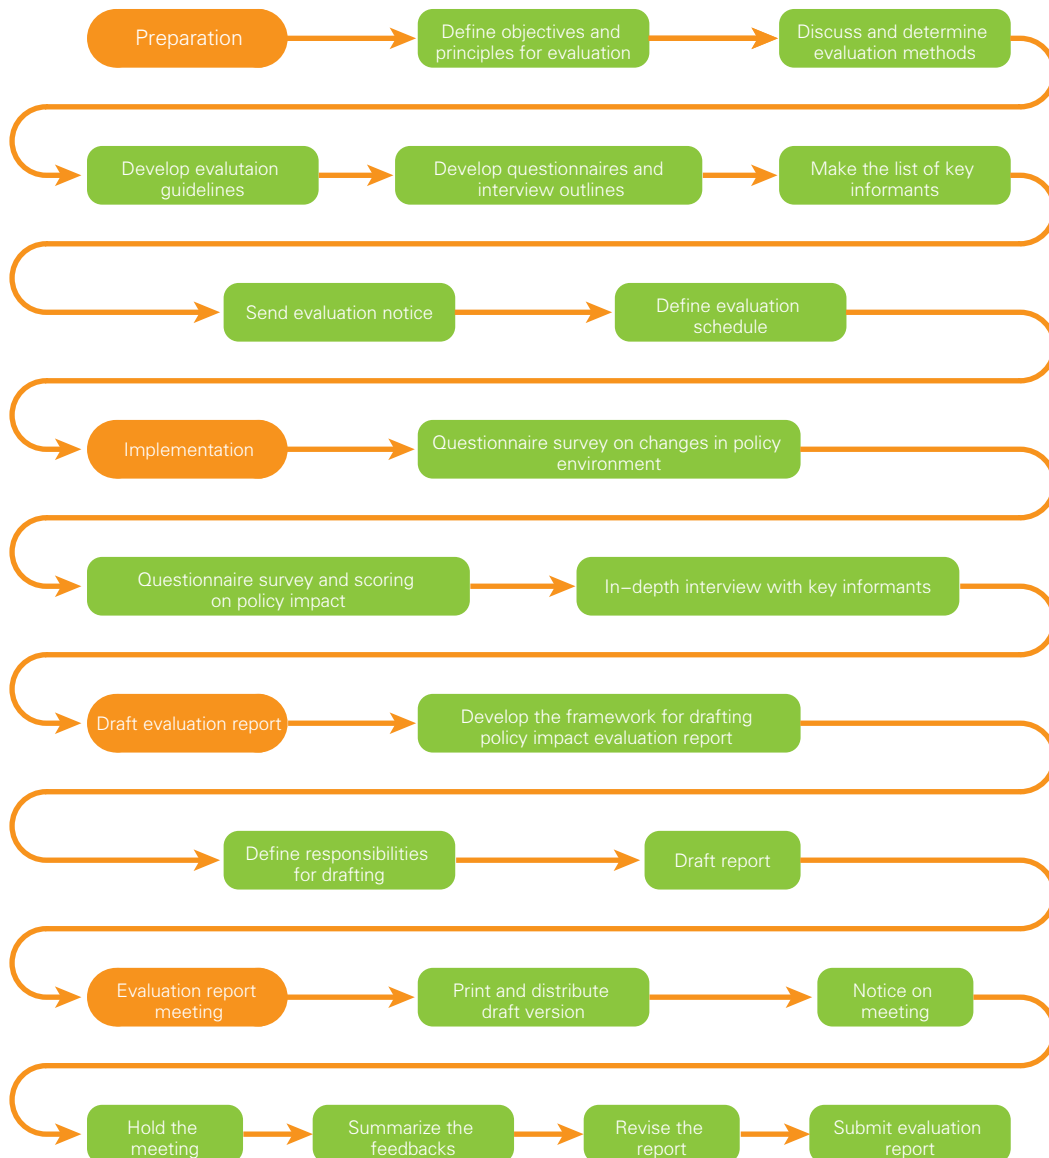 Preparation
Define objectives and
principles for evaluation
Discuss and determine
evaluation methods
Develop evalutaion
guidelines
Develop questionnaires and
interview outlines
Make the list of key
informants
Send evaluation notice
Define evaluation
schedule
Implementation
Questionnaire survey on changes in policy
environment
Questionnaire survey and scoring
on policy impact
In–depth interview with key informants
Draft evaluation report
Develop the framework for drafting
policy impact evaluation report
Define responsibilities
for drafting
Draft report
Evaluation report
meeting
Print and distribute
draft version
Notice on
meeting
Hold the
meeting
Summarize the
feedbacks
Revise the
report
Submit evaluation
report